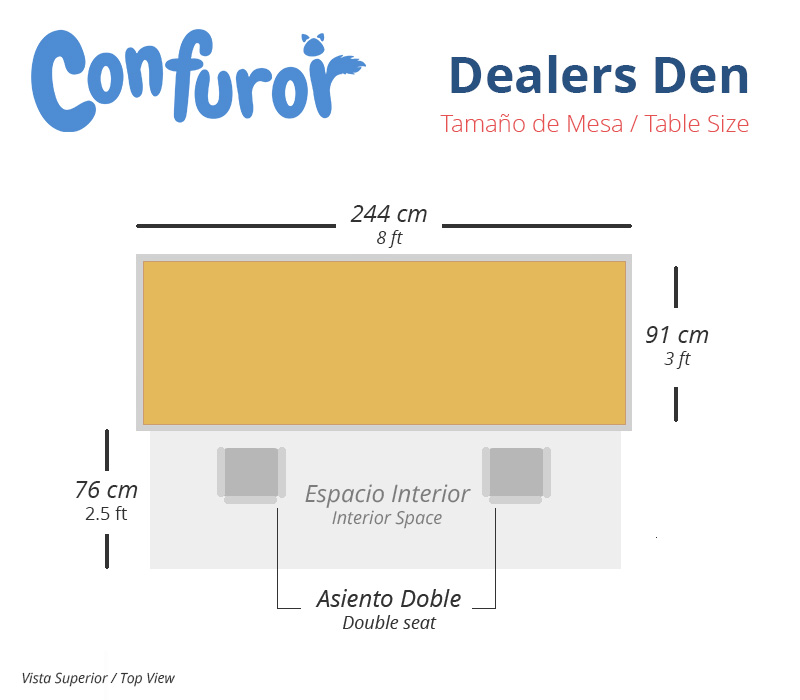 Confuror
Dealers Den
Tamaño de Mesa / Table Size
244 cm
8 ft
91 cm
3 ft
76 cm
2.5 ft
Espacio Interior
Interior Space
Asiento Doble
Double seat
Vista Superior / Top View